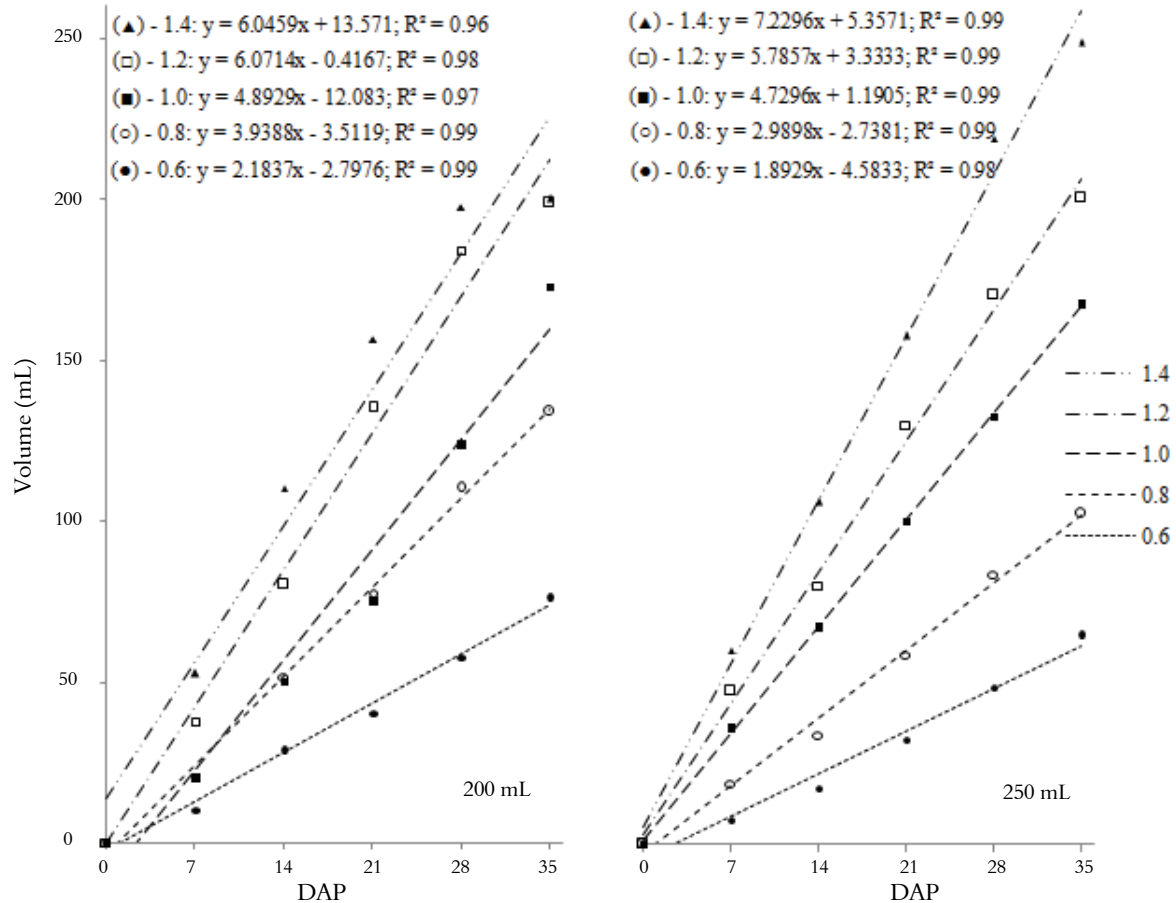 (▲) - 1.4: y = 6.0459x + 13.571; R² = 0.96
(□) - 1.2: y = 6.0714x - 0.4167; R² = 0.98
(■) - 1.0: y = 4.8929x - 12.083; R² = 0.97
(○) - 0.8: y = 3.9388x - 3.5119; R² = 0.99
(●) - 0.6: y = 2.1837x - 2.7976; R² = 0.99
250
200
150
100
50
0
Volume (mL)
200 mL
0 7 14 21 28 35
DAP
(▲) - 1.4: y = 7.2296x + 5.3571; R² = 0.99
(□) - 1.2: y = 5.7857x + 3.3333; R² = 0.99
(■) - 1.0: y = 4.7296x + 1.1905; R² = 0.99
(○) - 0.8: y = 2.9898x - 2.7381; R² = 0.99
(●) - 0.6: y = 1.8929x - 4.5833; R² = 0.98
250 mL
0 7 14 21 28 35
DAP
1.4
1.2
1.0
0.8
0.6